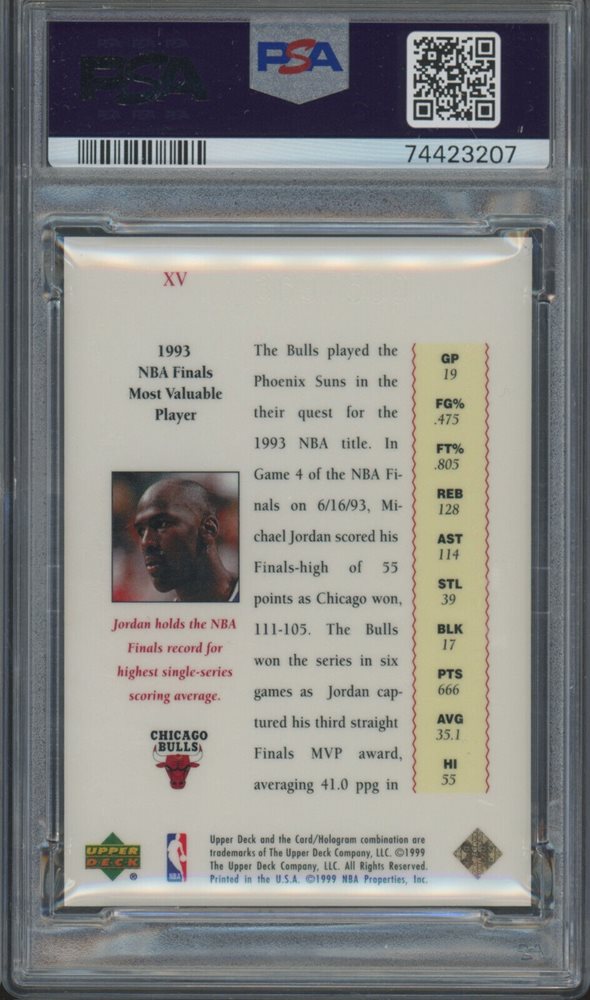 PSA
PSA
74423207
XV
1993
NBA Finals
Most Valuable
Player
Jordan holds the NBA
Finals record for
highest single-series
scoring average.
CHICAGO
BULLS
The Bulls played the
Phoenix Suns in the
their quest for the
1993 NBA title. In
Game 4 of the NBA Fi-
nals on 6/16/93, Mi-
chael Jordan scored his
Finals-high of 55
points as Chicago won,
111-105. The Bulls
won the series in six
games as Jordan cap-
tured his third straight
Finals MVP award,
averaging 41.0 ppg in
GP
19
FG%
.475
FT%
.805
REB
128
AST
114
STL
39
BLK
17
PTS
666
AVG
35.1
HI
55
UPPER
DECK
®
NBA
Upper Deck and the Card/Hologram combination are
trademarks of The Upper Deck Company, LLC. ©1999
The Upper Deck Company, LLC. All Rights Reserved.
Printed in the U.S.A. ©1999 NBA Properties, Inc.